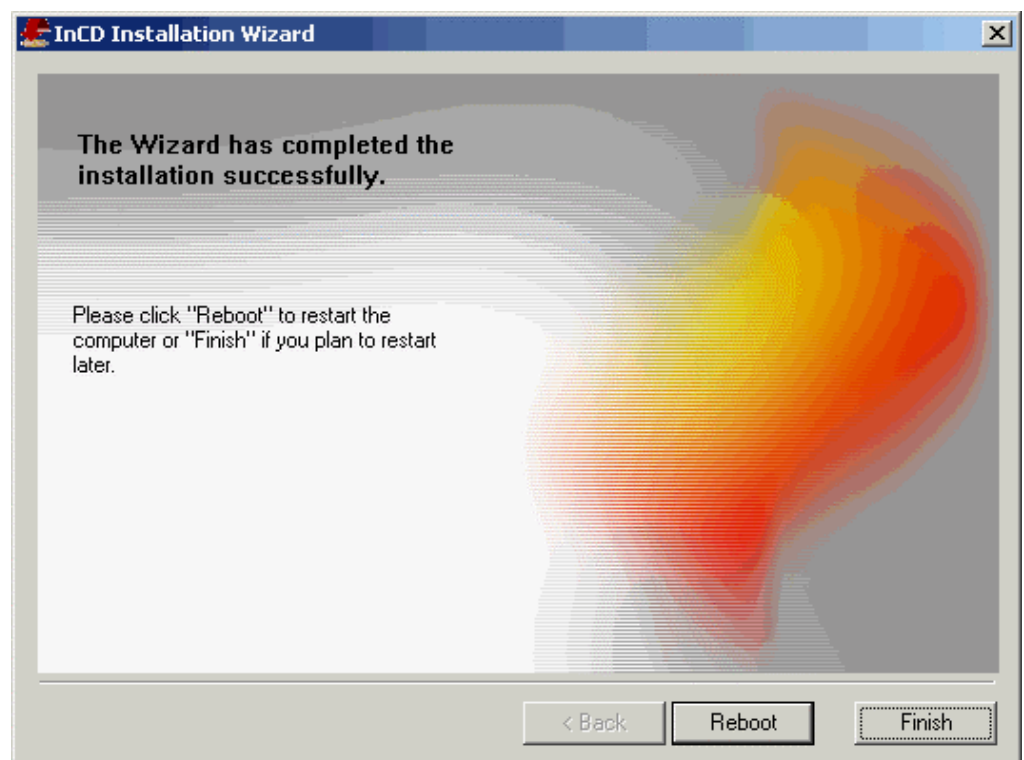 InCD Installation Wizard
The Wizard has completed the
installation successfully.
Please click "Reboot" to restart the
computer or "Finish" if you plan to restart
later.
< Back
Reboot
Finish